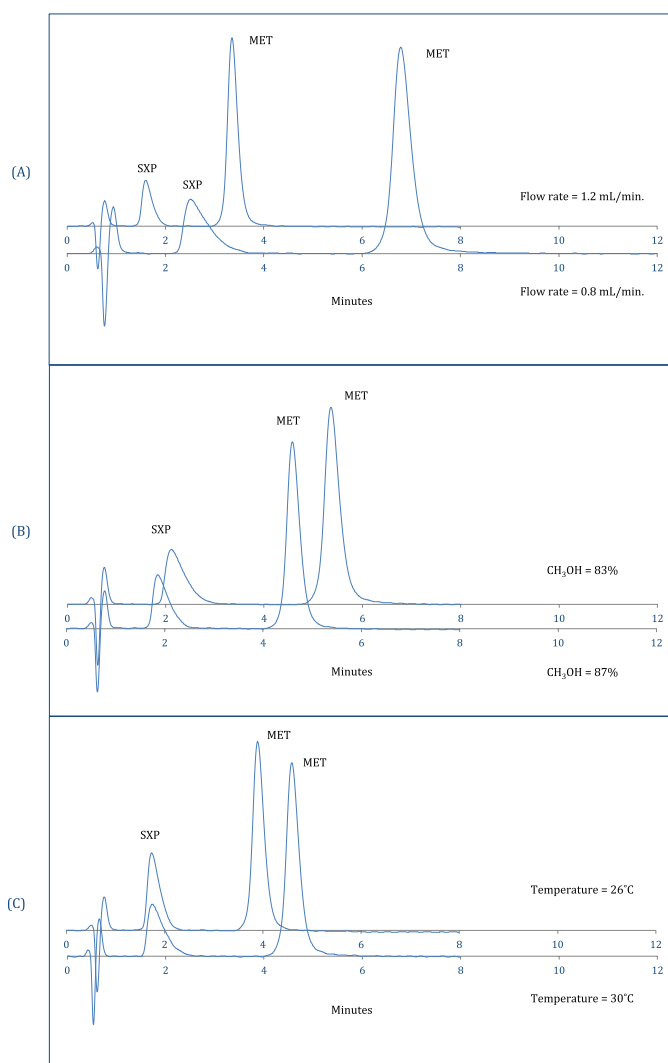 MET
MET
SXP
SXP
(A)
Flow rate = 1.2 mL/min.
0 2 4 6 8 10 12
0 2 4 6 8 10 12
Minutes
Flow rate = 0.8 mL/min.
MET
MET
SXP
(B)
CH₃OH = 83%
0 2 4 6 8 10 12
0 2 4 6 8 10 12
Minutes
CH₃OH = 87%
MET
MET
SXP
Temperature = 26˚C
(C)
0 2 4 6 8 10 12
0 2 4 6 8 10 12
Temperature = 30˚C
Minutes